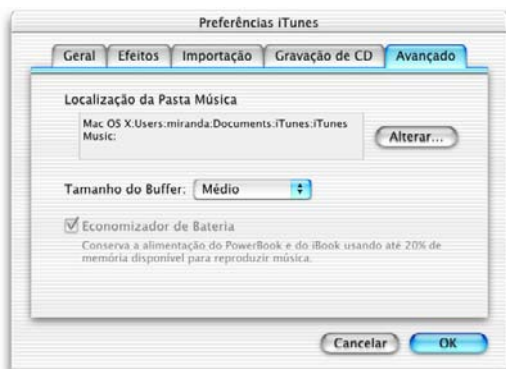 Preferências iTunes
Geral Efeitos Importação Gravação de CD Avançado
Localização da Pasta Música
Mac OS X:Users:miranda:Documents:iTunes:iTunes
Music:
Alterar...
Tamanho do Buffer: Médio
Economizador de Bateria
Conserva a alimentação do PowerBook e do iBook usando até 20% de
memória disponível para reproduzir música.
Cancelar OK